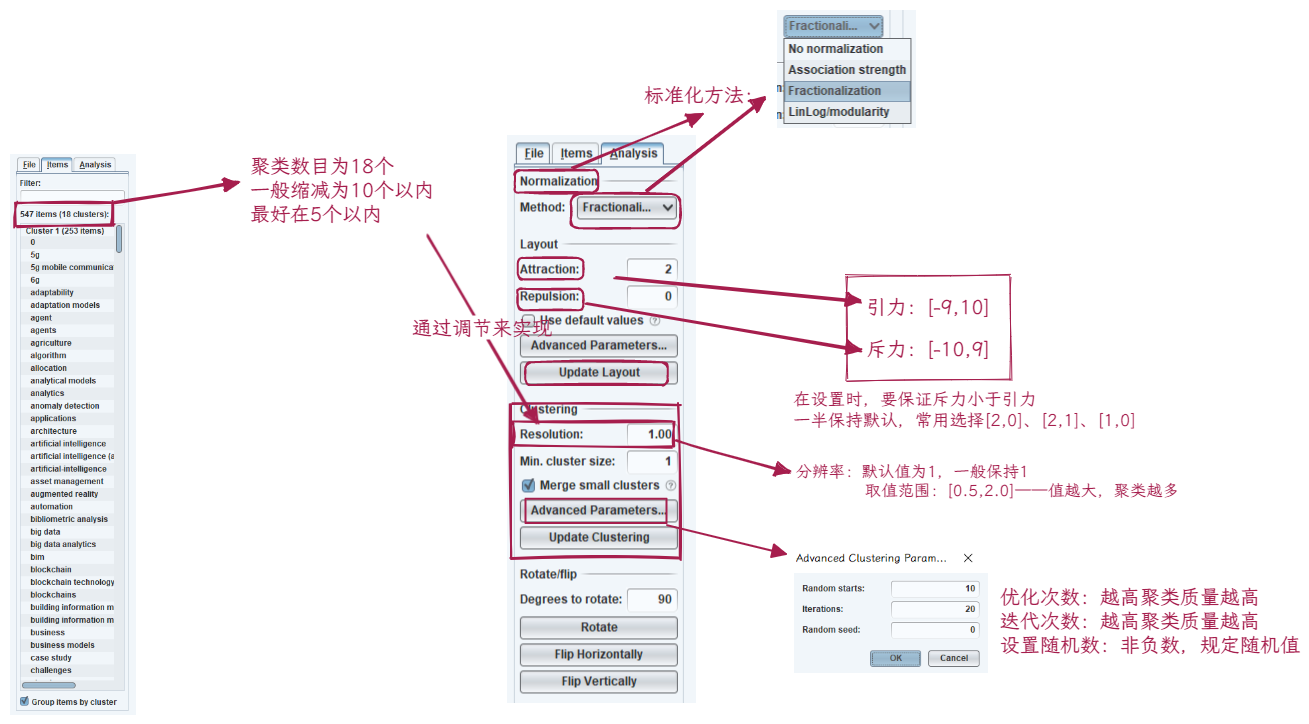 File Items Analysis
Filter:
547 items (18 clusters):
Cluster 1 (253 items)
0
5g
5g mobile communica
6g
adaptability
adaptation models
agent
agents
agriculture
algorithm
allocation
analytical models
analytics
anomaly detection
applications
architecture
artificial intelligence
artificial intelligence (a
artificial-intelligence
asset management
augmented reality
automation
bibliometric analysis
big data
big data analytics
bim
blockchain
blockchain technology
blockchains
building information m
building information m
business
business models
case study
challenges
Group items by cluster
聚类数目为18个
一般缩减为10个以内
最好在5个以内
通过调节来实现
标准化方法：
Fractionali...
No normalization
Association strength
Fractionalization
LinLog/modularity
File Items Analysis
Normalization
Method: Fractionali...
Layout
Attraction: 2
Repulsion: 0
Use default values
Advanced Parameters...
Update Layout
Clustering
Resolution: 1.00
Min. cluster size: 1
Merge small clusters
Advanced Parameters...
Update Clustering
Rotate/flip
Degrees to rotate: 90
Rotate
Flip Horizontally
Flip Vertically
引力：[-9,10]
斥力：[-10,9]
在设置时，要保证斥力小于引力
一半保持默认，常用选择[2,0]、[2,1]、[1,0]
分辨率：默认值为1，一般保持1
取值范围：[0.5,2.0]——值越大，聚类越多
Advanced Clustering Param...
Random starts: 10
Iterations: 20
Random seed: 0
OK Cancel
优化次数：越高聚类质量越高
迭代次数：越高聚类质量越高
设置随机数：非负数，规定随机值